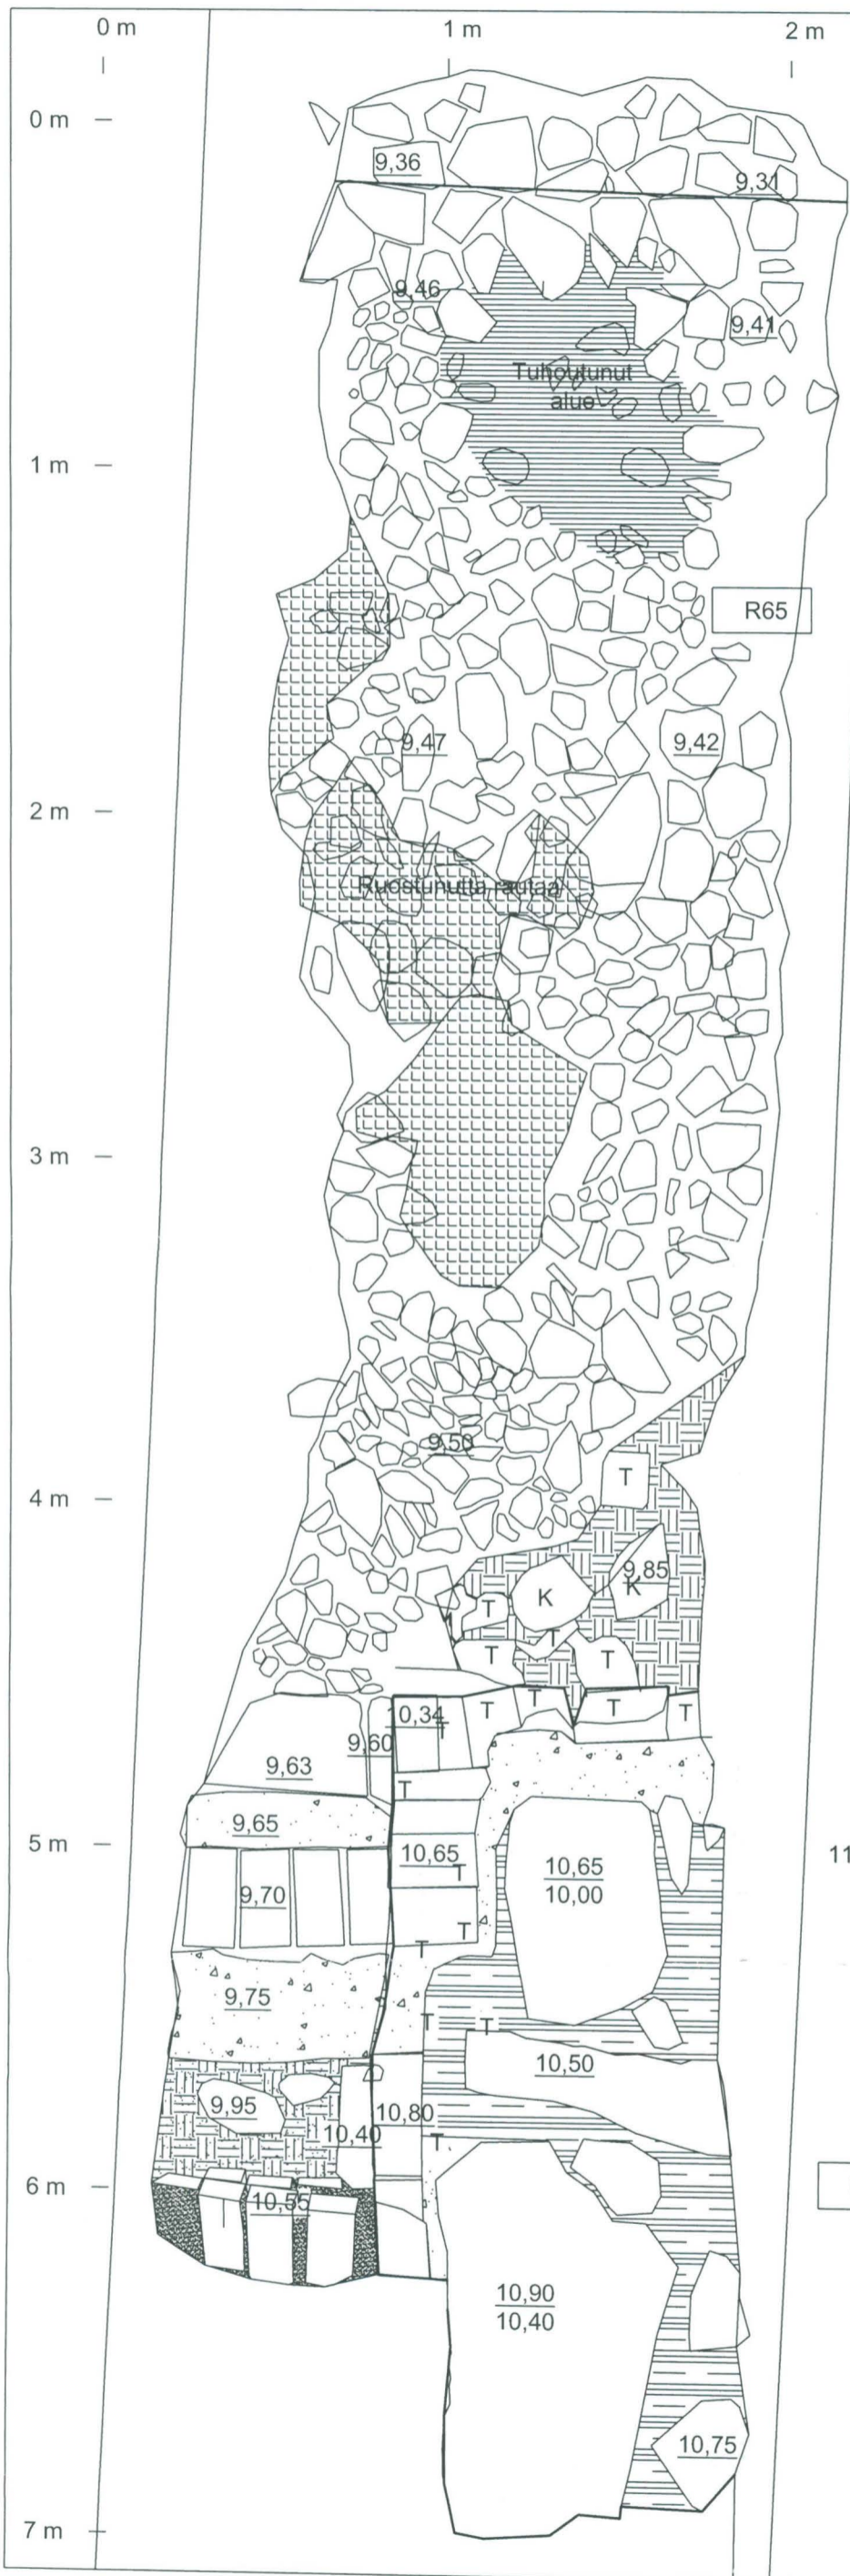 0 m 1 m 2 m
0 m
9,36
9,31
9,46
9,41
Tuhoutunut
alue
1 m
R65
9,47 9,42
2 m
Ruostunutta rautaa
3 m
9,50
T
4 m
9,85
K K
T
T
T T
T T T T
10,34
T
9,60
9,63
T
9,65
5 m
10,65
T
10,65
10,00
11
9,70
T
T
9,75
T T
10,50
9,95
10,80
10,40
T
6 m
10,55
10,90
10,40
10,75
7 m